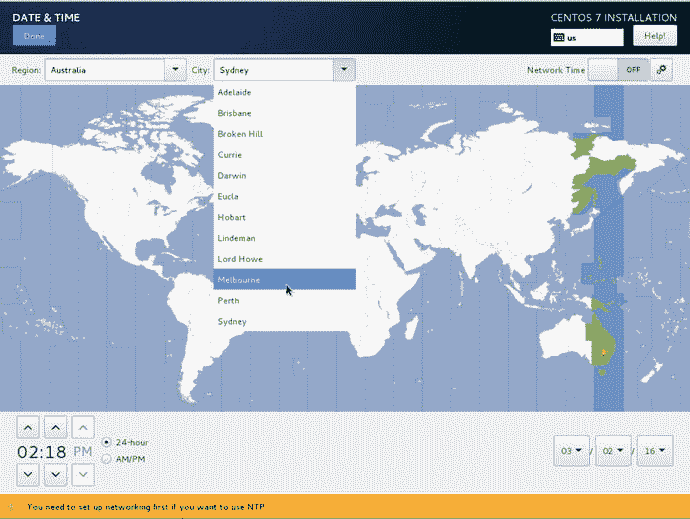 DATE & TIME
CENTOS 7 INSTALLATION
Done
us
Help!
Region: Australia
City: Sydney
Network Time OFF
Adelaide
Brisbane
Broken Hill
Currie
Darwin
Eucla
Hobart
Lindeman
Lord Howe
Melbourne
Perth
Sydney
02:18 PM
24-hour
AM/PM
03 / 02 / 16
You need to set up networking first if you want to use NTP